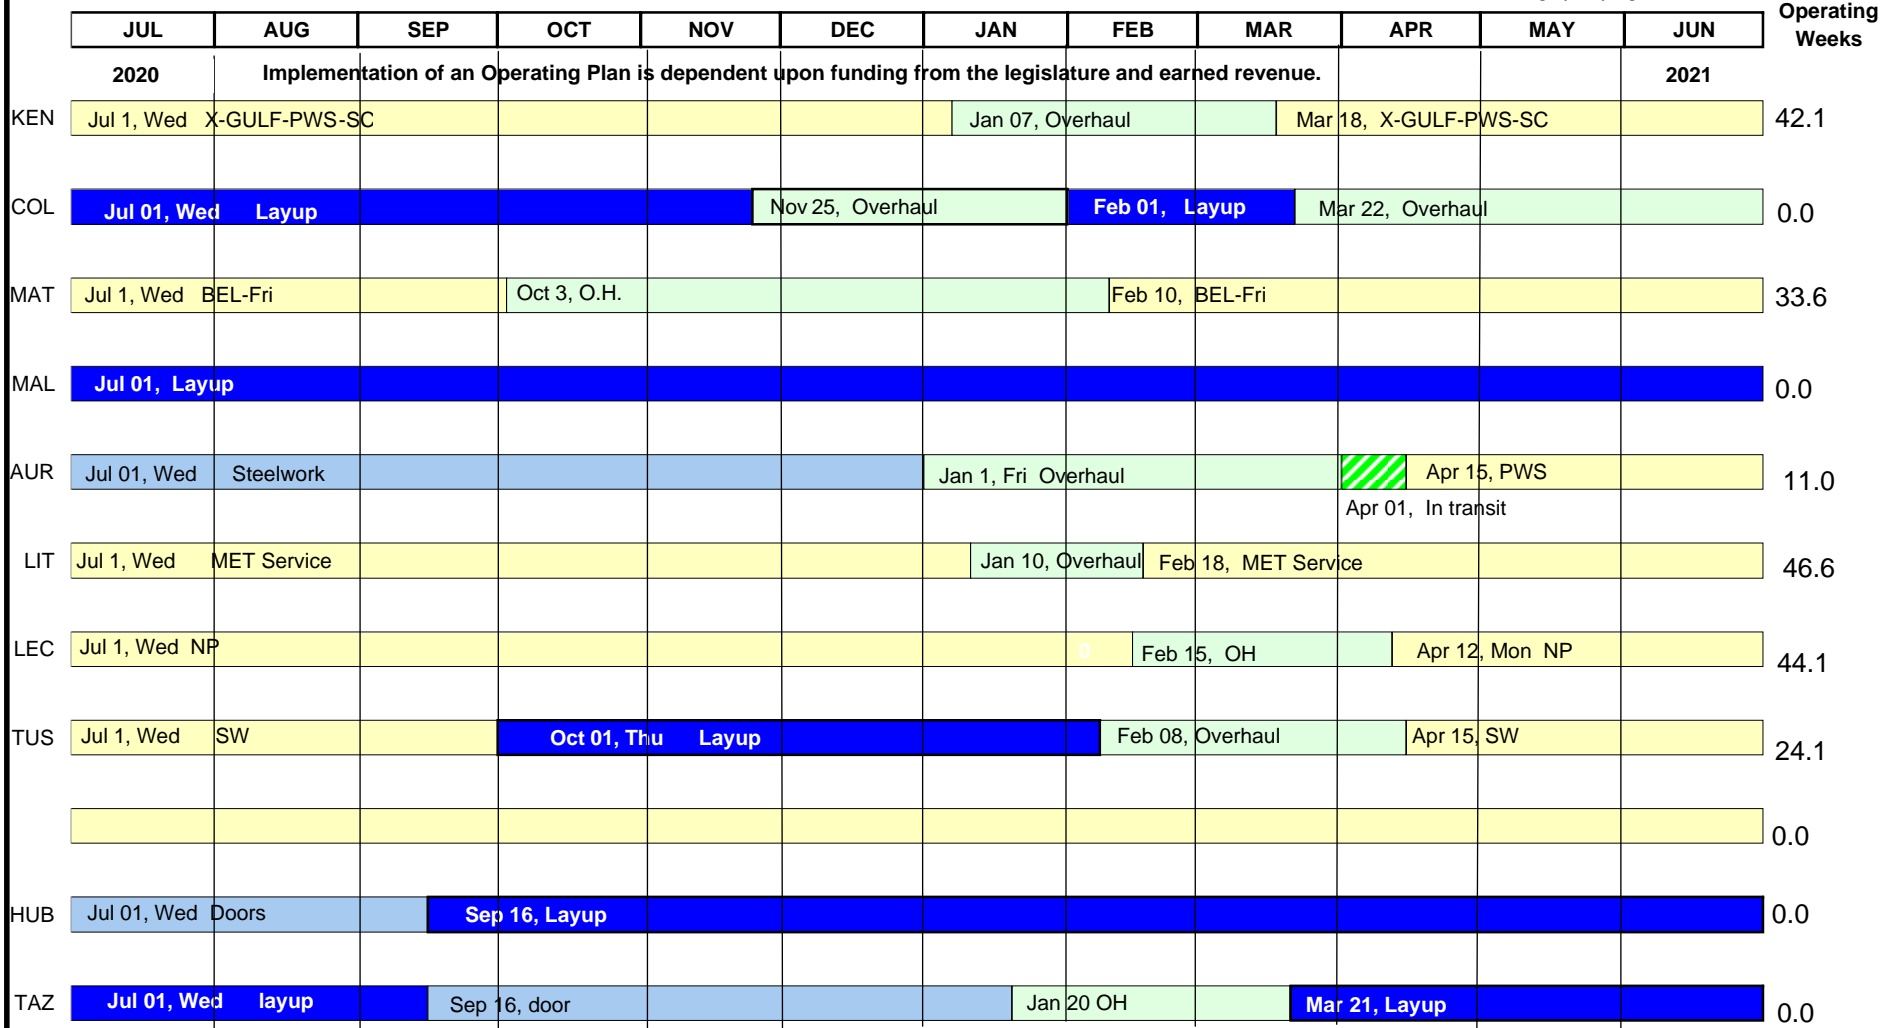 Operating
Weeks
JUL AUG SEP OCT NOV DEC JAN FEB MAR APR MAY JUN
2020 Implementation of an Operating Plan is dependent upon funding from the legislature and earned revenue. 2021
KEN Jul 1, Wed X-GULF-PWS-SC Jan 07, Overhaul Mar 18, X-GULF-PWS-SC 42.1
COL Jul 01, Wed Layup Nov 25, Overhaul Feb 01, Layup Mar 22, Overhaul 0.0
MAT Jul 1, Wed BEL-Fri Oct 3, O.H. Feb 10, BEL-Fri 33.6
MAL Jul 01, Layup 0.0
AUR Jul 01, Wed Steelwork Jan 1, Fri Overhaul Apr 15, PWS 11.0
Apr 01, In transit
LIT Jul 1, Wed MET Service Jan 10, Overhaul Feb 18, MET Service 46.6
LEC Jul 1, Wed NP 0 Feb 15, OH Apr 12, Mon NP 44.1
TUS Jul 1, Wed SW Oct 01, Thu Layup Feb 08, Overhaul Apr 15, SW 24.1
0.0
HUB Jul 01, Wed Doors Sep 16, Layup 0.0
TAZ Jul 01, Wed layup Sep 16, door Jan 20 OH Mar 21, Layup 0.0